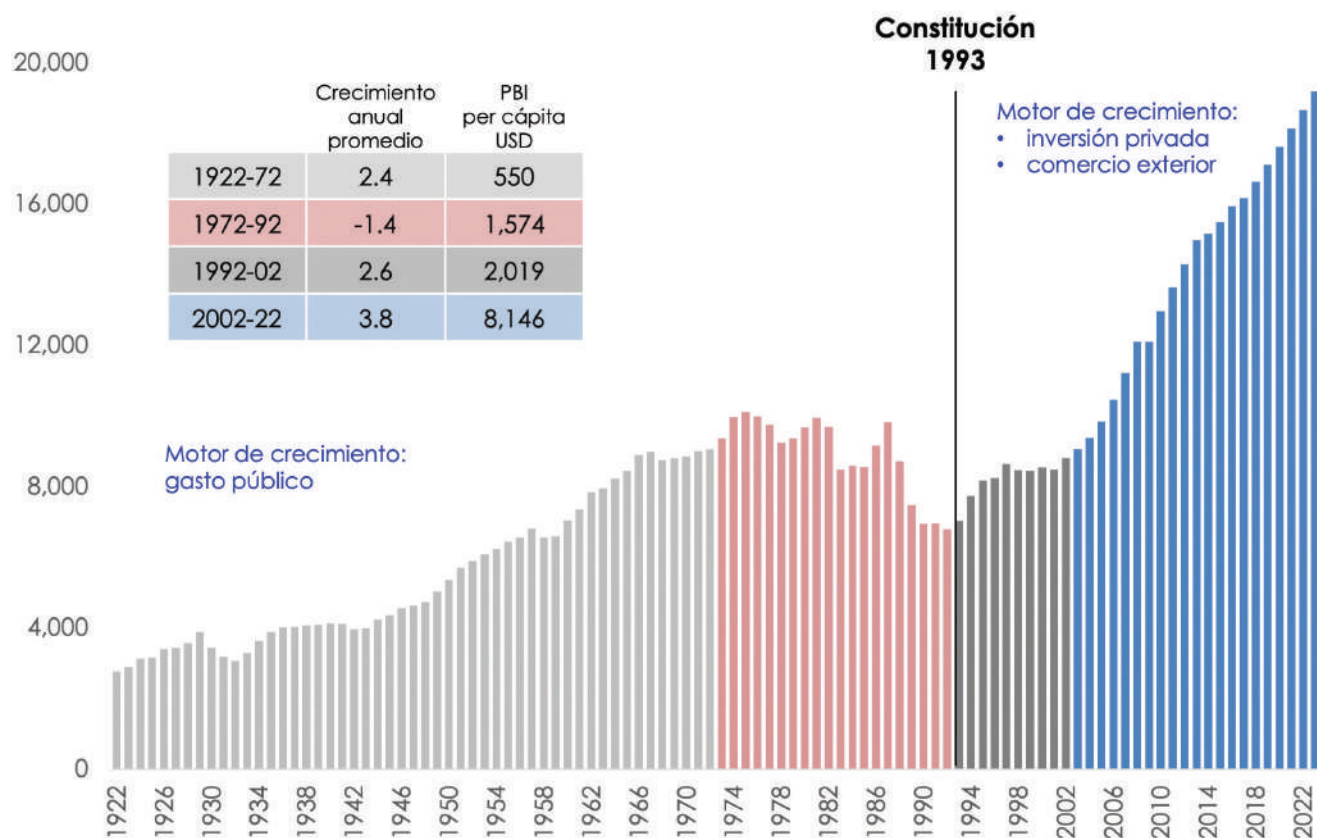 Constitución
1993
20,000
16,000
12,000
8,000
4,000
0
Crecimiento anual promedio
PBI per cápita USD
1922-72 2.4 550
1972-92 -1.4 1,574
1992-02 2.6 2,019
2002-22 3.8 8,146
Motor de crecimiento:
• inversión privada
• comercio exterior
Motor de crecimiento:
gasto público
1922 1926 1930 1934 1938 1942 1946 1950 1954 1958 1962 1966 1970 1974 1978 1982 1986 1990 1994 1998 2002 2006 2010 2014 2018 2022